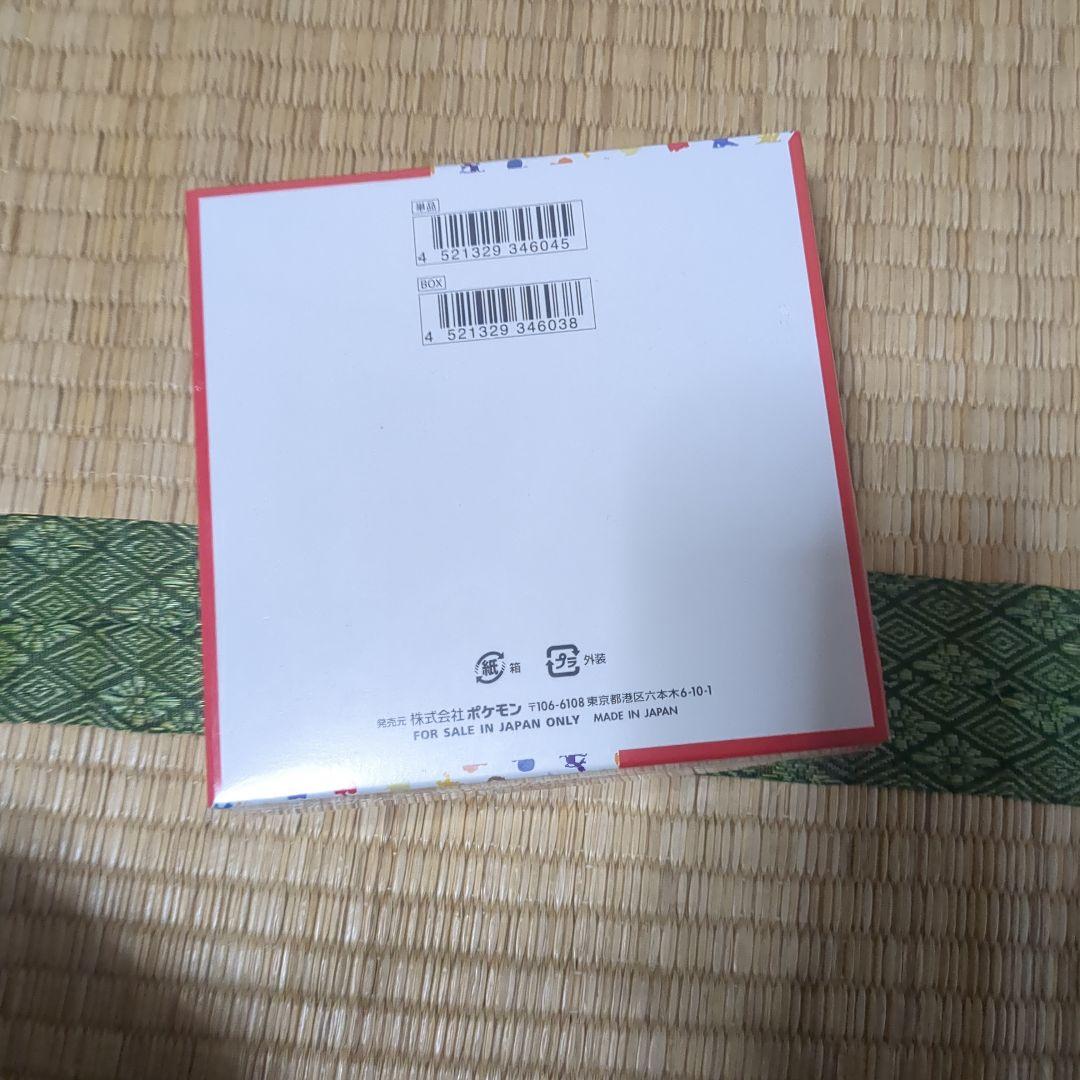 単品
4 521329 346045
BOX
4 521329 346038
紙 箱
プラ 外装
発売元 株式会社ポケモン 〒106-6108 東京都港区六本木6-10-1
FOR SALE IN JAPAN ONLY MADE IN JAPAN